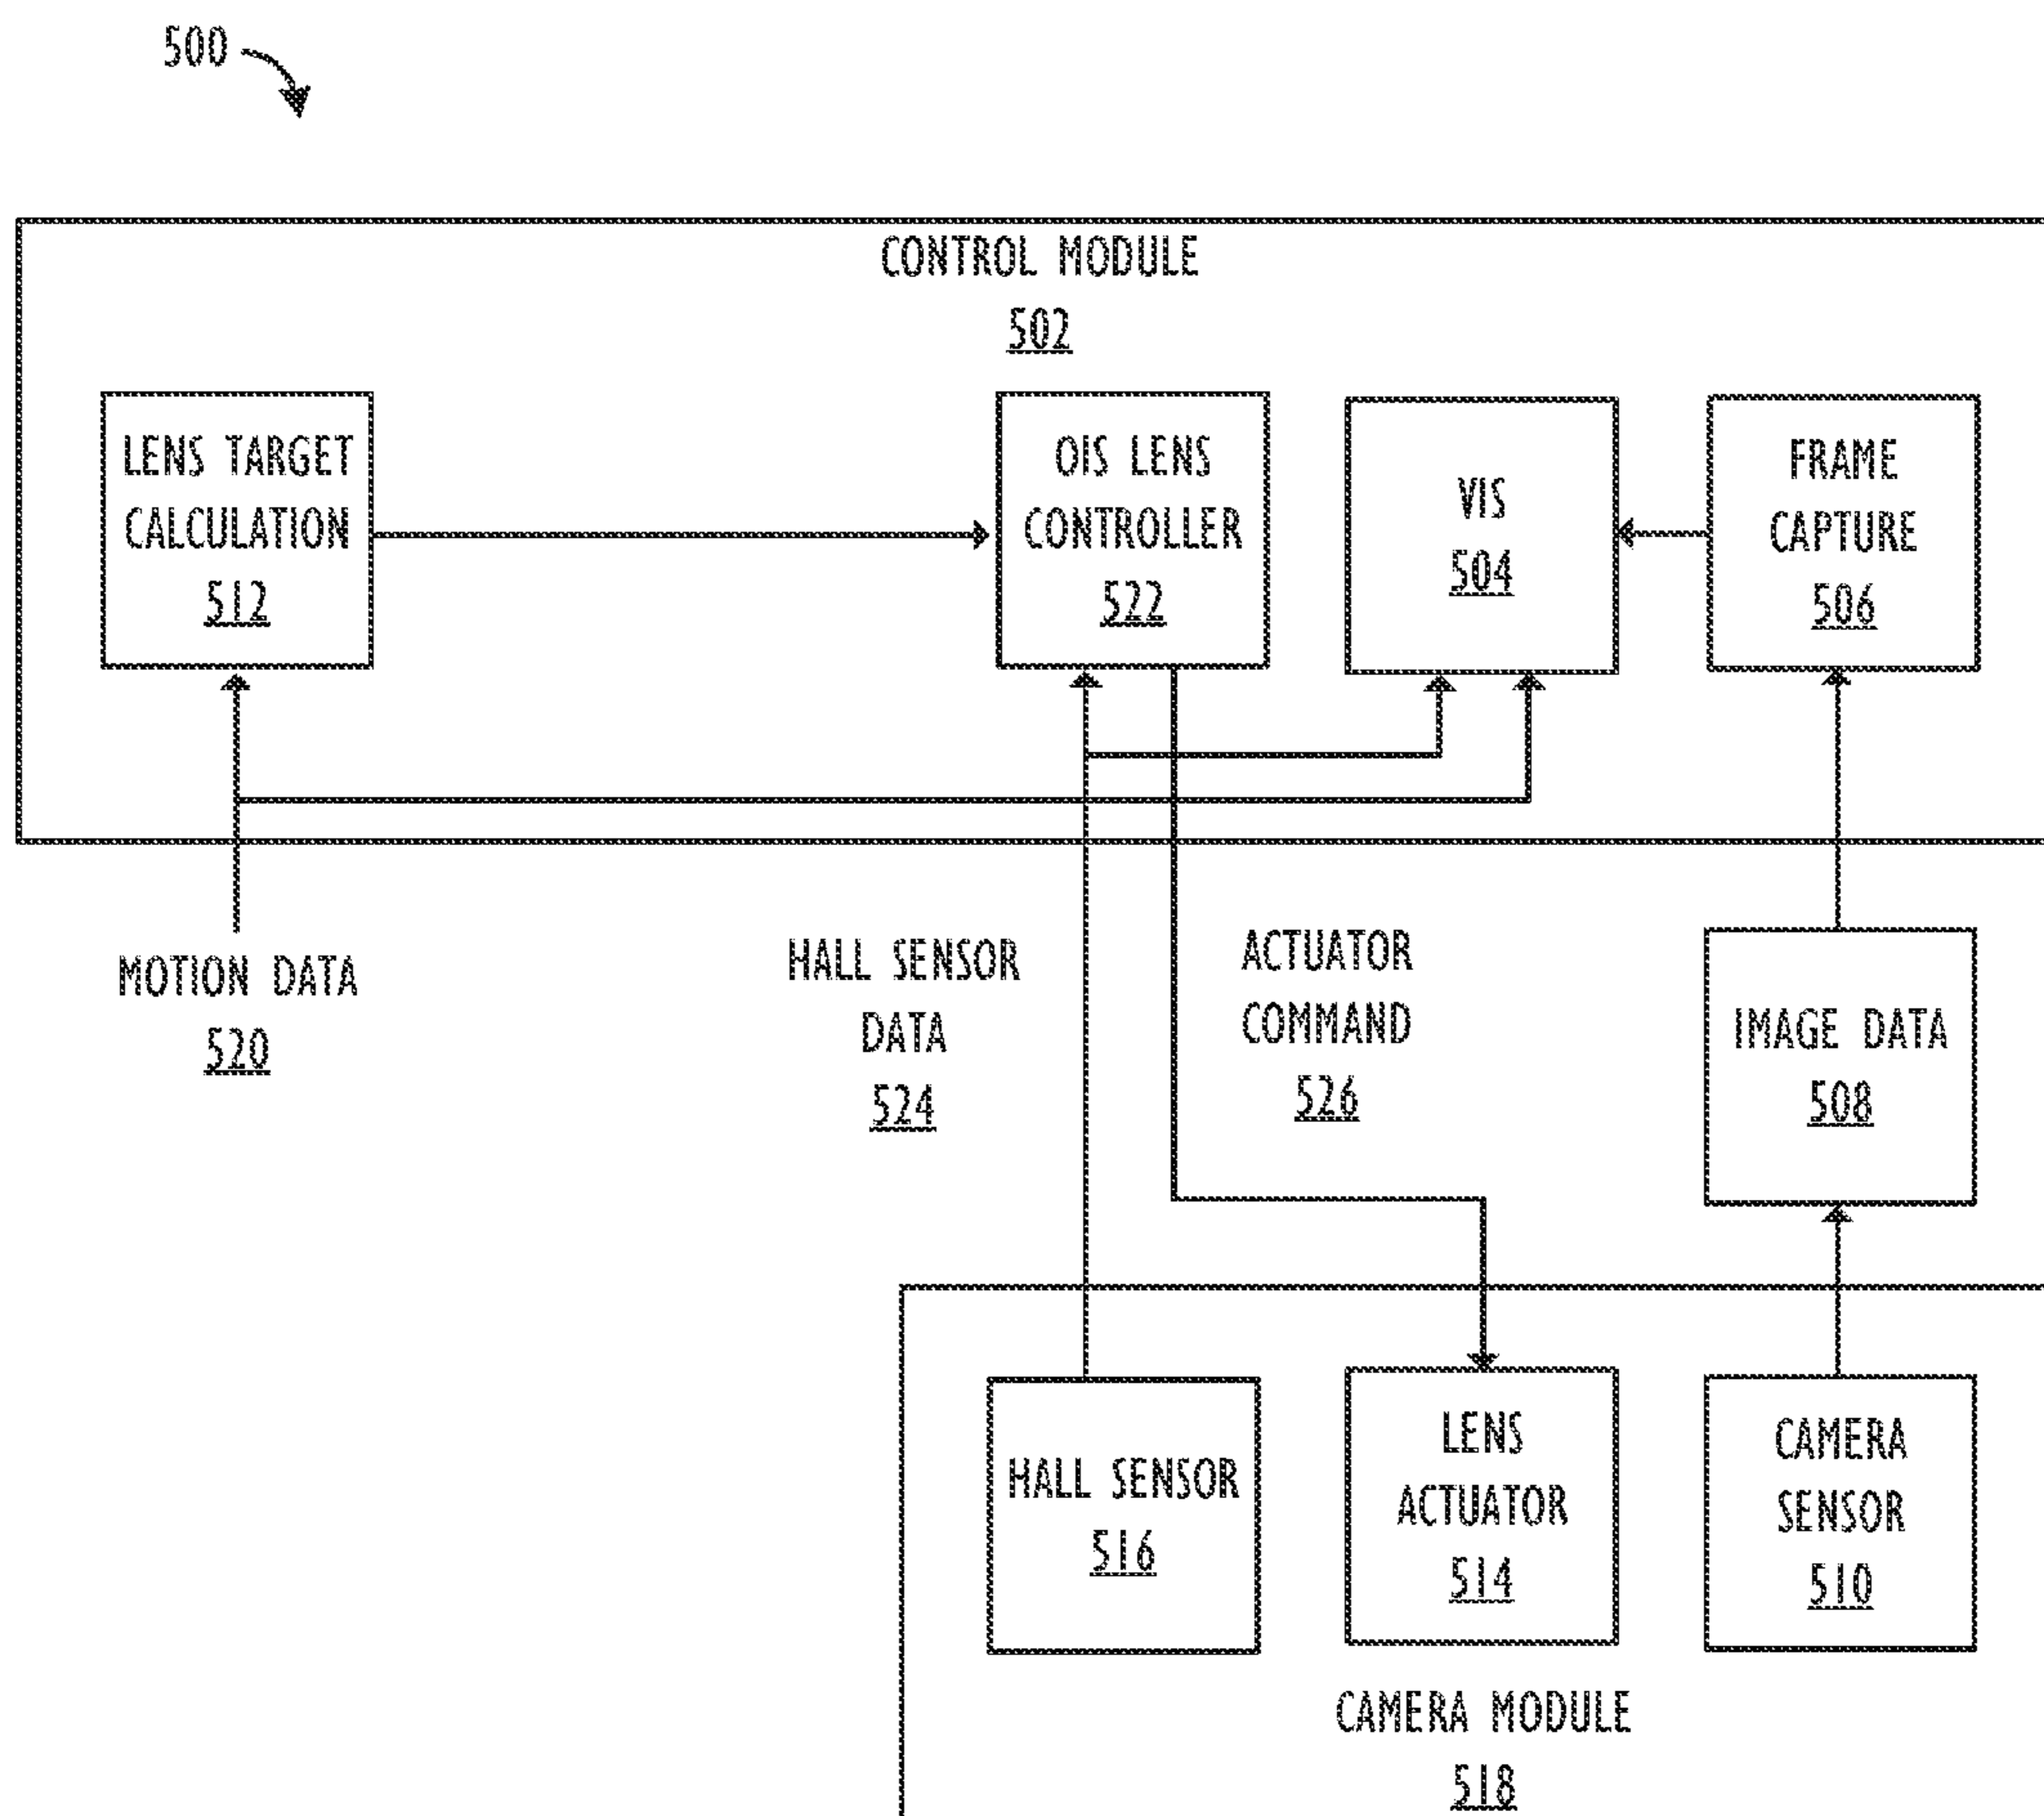 500
CONTROL MODULE
502
LENS TARGET
CALCULATION
512
OIS LENS
CONTROLLER
522
VIS
504
FRAME
CAPTURE
506
MOTION DATA
520
HALL SENSOR
DATA
524
ACTUATOR
COMMAND
526
IMAGE DATA
508
HALL SENSOR
516
LENS
ACTUATOR
514
CAMERA
SENSOR
510
CAMERA MODULE
518